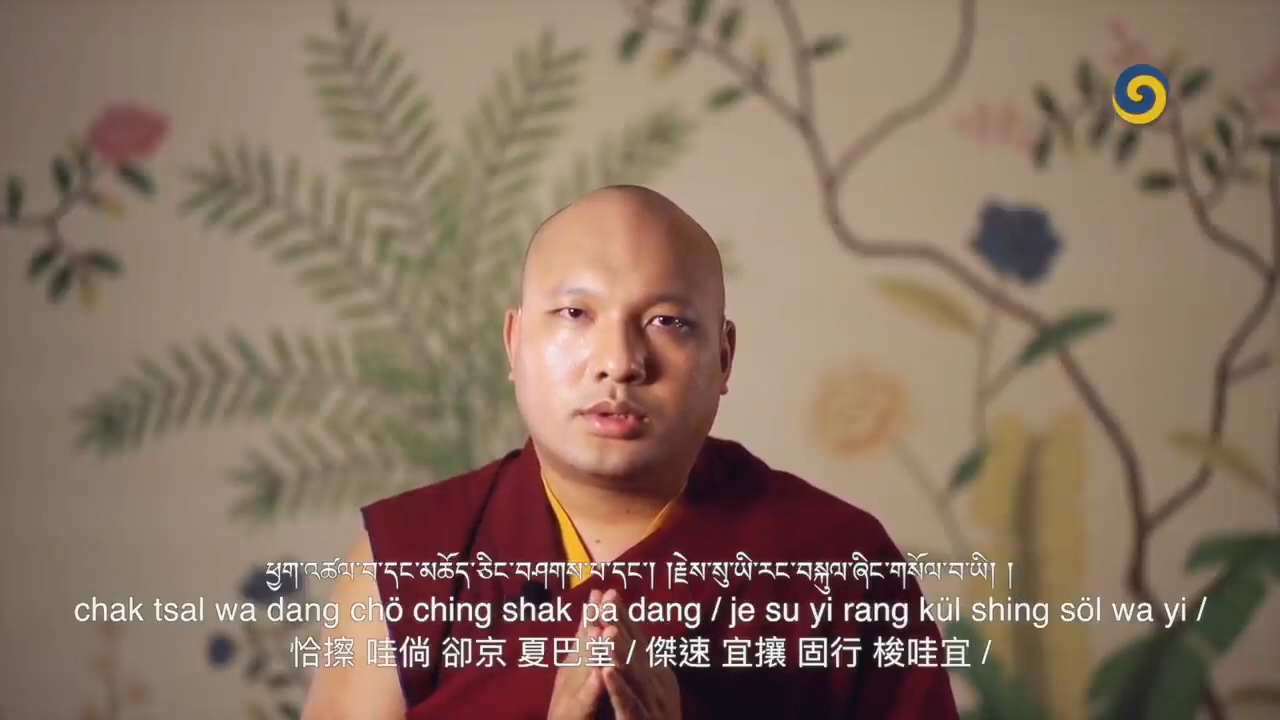 ཕྱག་འཚལ་བ་དང་མཆོད་ཅིང་བཤགས་པ་དང་། །རྗེས་སུ་ཡི་རང་བསྐུལ་ཞིང་གསོལ་བ་ཡི། །
chak tsal wa dang chö ching shak pa dang / je su yi rang kül shing söl wa yi /
恰擦 哇倘 卻京 夏巴堂 / 傑速 宜攘 固行 梭哇宜 /